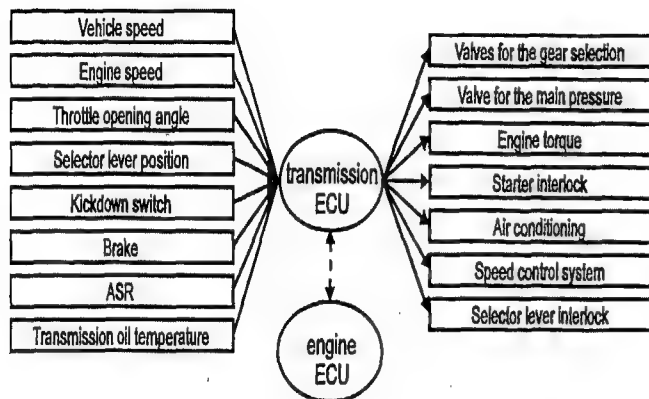 Vehicle speed
Engine speed
Throttle opening angle
Selector lever position
Kickdown switch
Brake
ASR
Transmission oil temperature
transmission
ECU
engine
ECU
Valves for the gear selection
Valve for the main pressure
Engine torque
Starter interlock
Air conditioning
Speed control system
Selector lever interlock